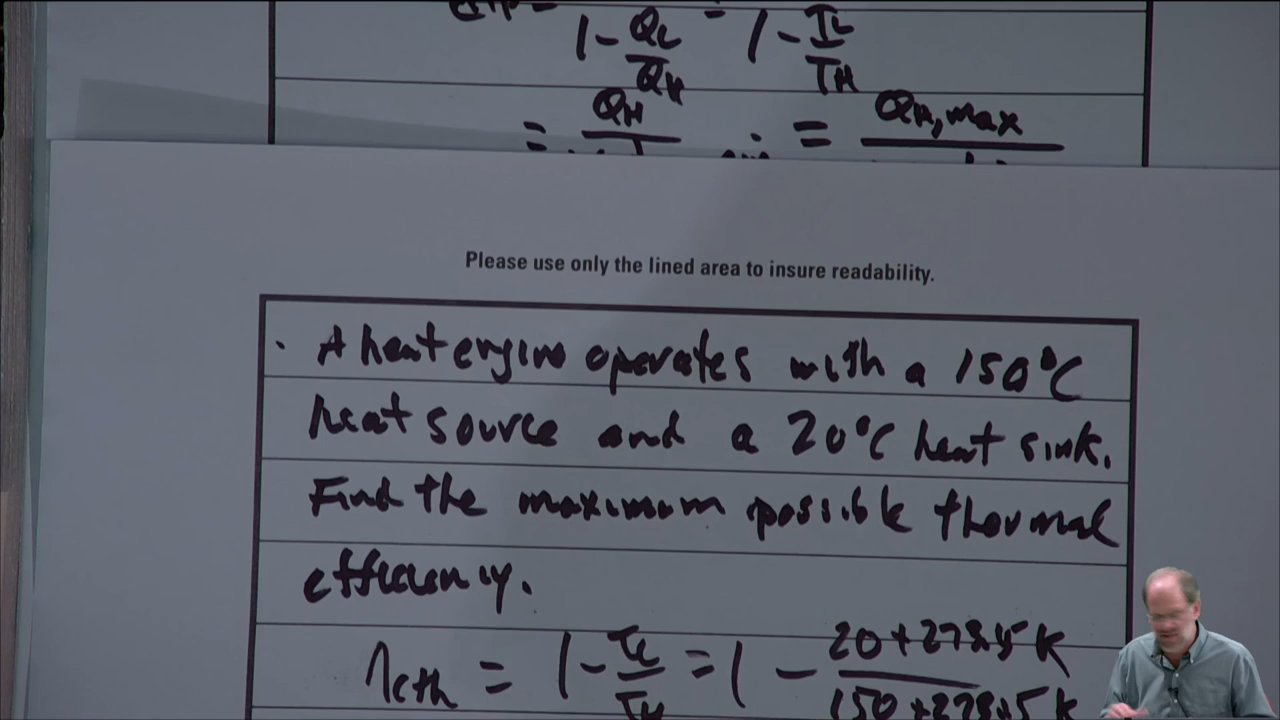 1 - QL/QH = 1 - TL/TH
= QH = QH,max
Please use only the lined area to insure readability.
· A heat engine operates with a 150°C
heat source and a 20°C heat sink.
Find the maximum possible thermal
efficiency.
ηcth = 1 - TL/TH = 1 - 20+273.15 K / 150+273.15 K